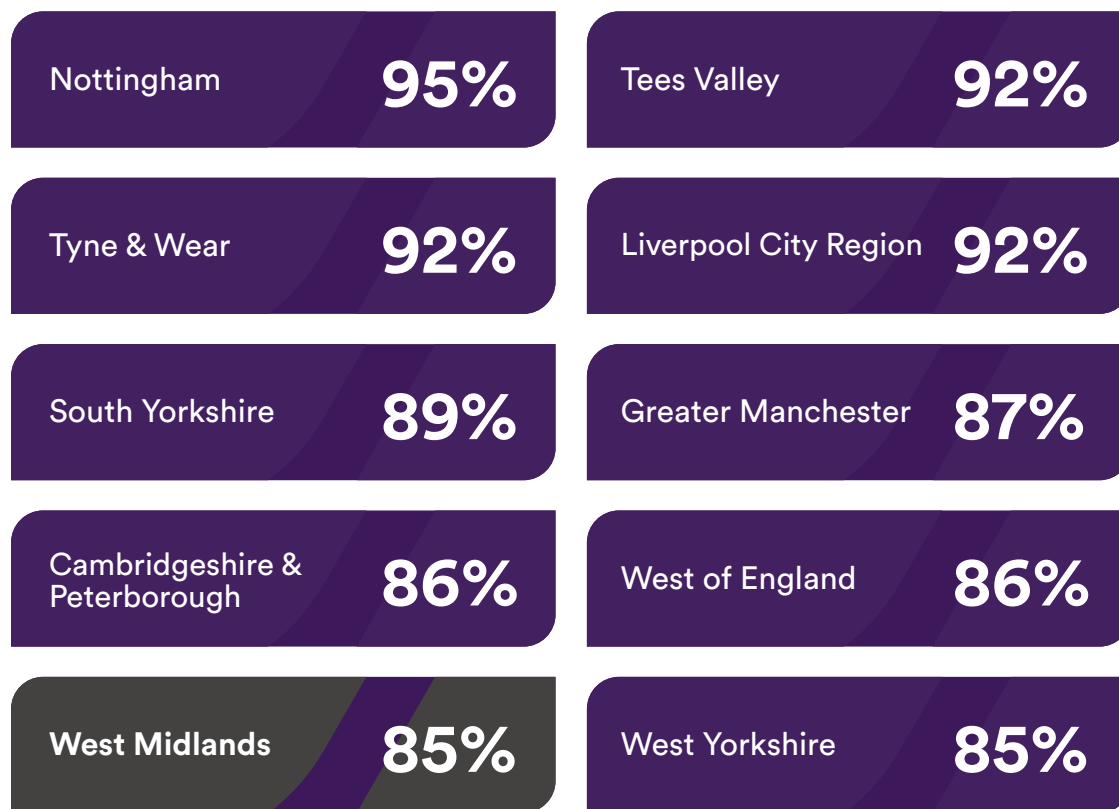 Nottingham 95%
Tees Valley 92%
Tyne & Wear 92%
Liverpool City Region 92%
South Yorkshire 89%
Greater Manchester 87%
Cambridgeshire &
Peterborough 86%
West of England 86%
West Midlands 85%
West Yorkshire 85%